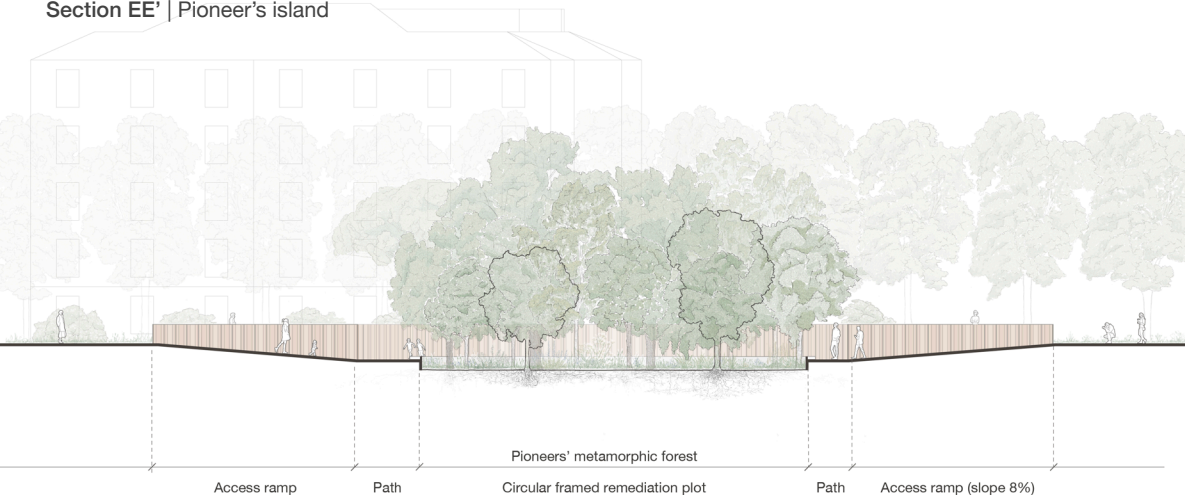 Section EE’ | Pioneer’s island
Pioneers’ metamorphic forest
Access ramp
Path
Circular framed remediation plot
Path
Access ramp (slope 8%)